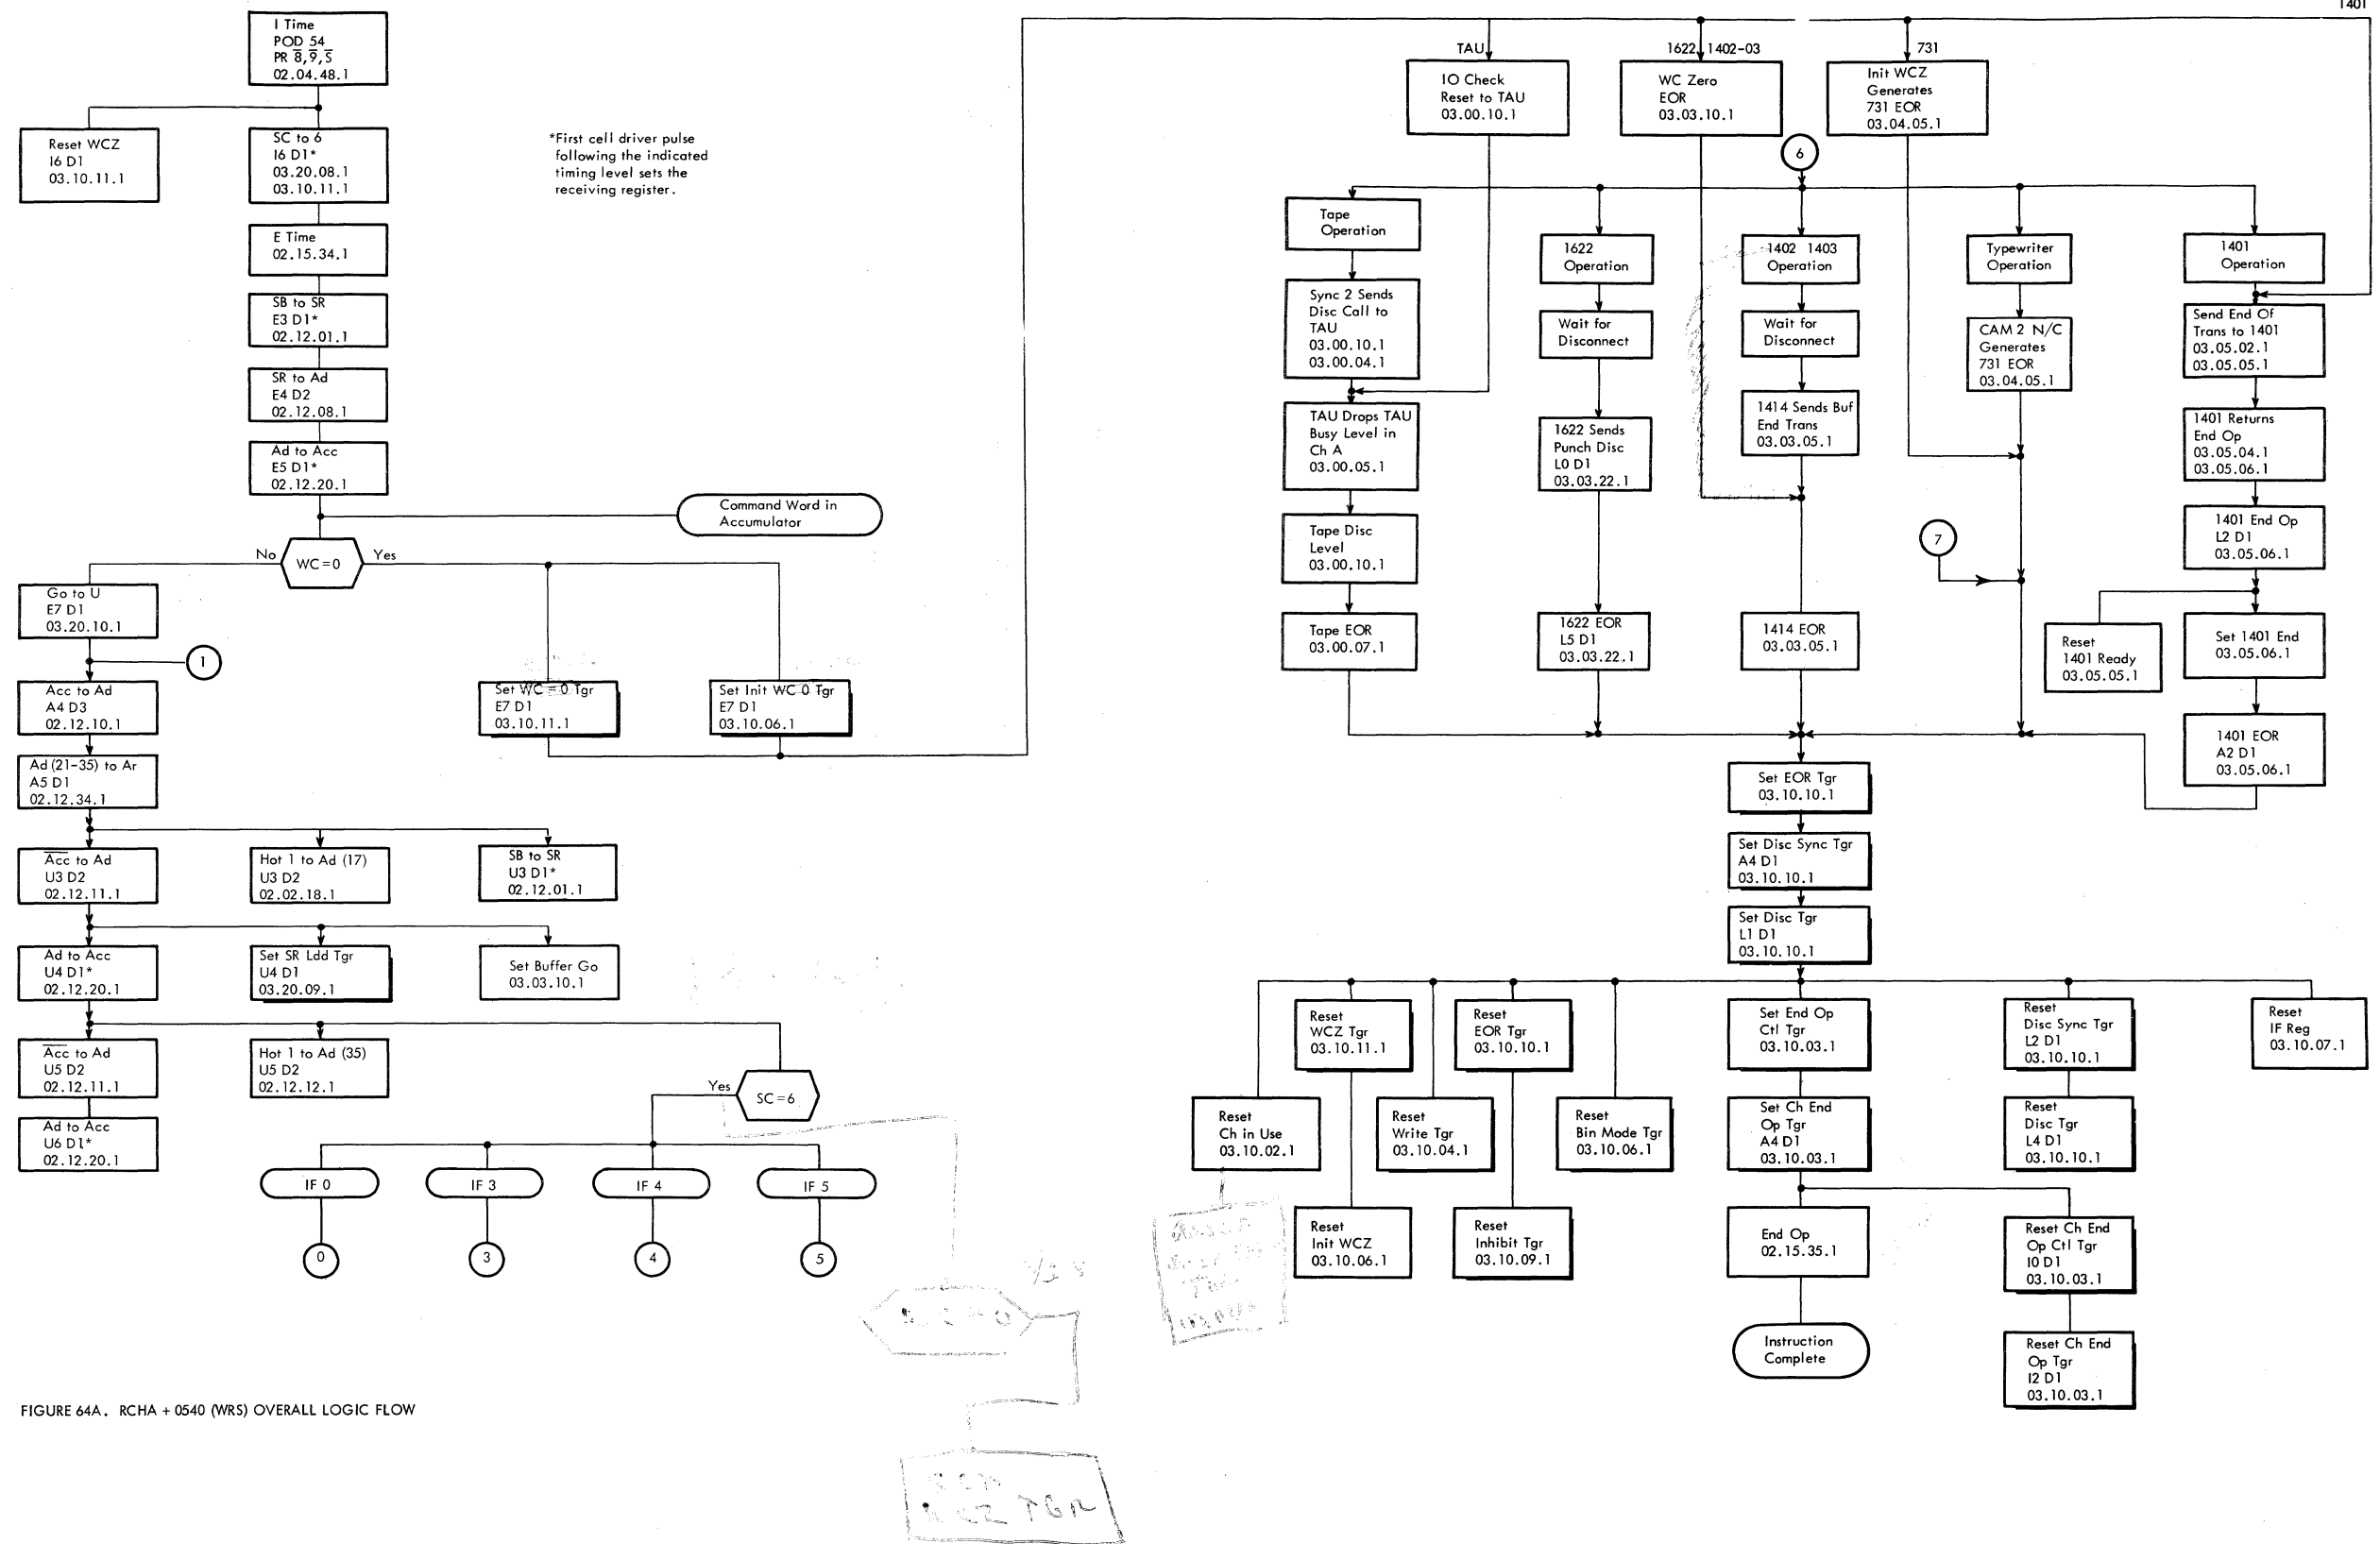 1401
I Time
POD 54
PR 8̅,9̅,S̅
02.04.48.1
Reset WCZ
I6 D1
03.10.11.1
SC to 6
I6 D1*
03.20.08.1
03.10.11.1
*First cell driver pulse
following the indicated
timing level sets the
receiving register.
E Time
02.15.34.1
SB to SR
E3 D1*
02.12.01.1
SR to Ad
E4 D2
02.12.08.1
Ad to Acc
E5 D1*
02.12.20.1
Command Word in
Accumulator
No
WC=0
Yes
Go to U
E7 D1
03.20.10.1
1
Acc to Ad
A4 D3
02.12.10.1
Set WC = 0 Tgr
E7 D1
03.10.11.1
Set Init WC 0 Tgr
E7 D1
03.10.06.1
Ad (21-35) to Ar
A5 D1
02.12.34.1
A̅c̅c̅ to Ad
U3 D2
02.12.11.1
Hot 1 to Ad (17)
U3 D2
02.02.18.1
SB to SR
U3 D1*
02.12.01.1
Ad to Acc
U4 D1*
02.12.20.1
Set SR Ldd Tgr
U4 D1
03.20.09.1
Set Buffer Go
03.03.10.1
A̅c̅c̅ to Ad
U5 D2
02.12.11.1
Hot 1 to Ad (35)
U5 D2
02.12.12.1
Yes
SC=6
Ad to Acc
U6 D1*
02.12.20.1
IF 0
IF 3
IF 4
IF 5
0
3
4
5
TGR
FIGURE 64A. RCHA + 0540 (WRS) OVERALL LOGIC FLOW
TAU
IO Check
Reset to TAU
03.00.10.1
1622 1402-03
WC Zero
EOR
03.03.10.1
731
Init WCZ
Generates
731 EOR
03.04.05.1
6
Tape
Operation
Sync 2 Sends
Disc Call to
TAU
03.00.10.1
03.00.04.1
TAU Drops TAU
Busy Level in
Ch A
03.00.05.1
Tape Disc
Level
03.00.10.1
Tape EOR
03.00.07.1
1622
Operation
Wait for
Disconnect
1622 Sends
Punch Disc
L0 D1
03.03.22.1
1622 EOR
L5 D1
03.03.22.1
1402 1403
Operation
Wait for
Disconnect
1414 Sends Buf
End Trans
03.03.05.1
1414 EOR
03.03.05.1
Typewriter
Operation
CAM 2 N/C
Generates
731 EOR
03.04.05.1
7
1401
Operation
Send End Of
Trans to 1401
03.05.02.1
03.05.05.1
1401 Returns
End Op
03.05.04.1
03.05.06.1
1401 End Op
L2 D1
03.05.06.1
Reset
1401 Ready
03.05.05.1
Set 1401 End
03.05.06.1
1401 EOR
A2 D1
03.05.06.1
Set EOR Tgr
03.10.10.1
Set Disc Sync Tgr
A4 D1
03.10.10.1
Set Disc Tgr
L1 D1
03.10.10.1
Reset
WCZ Tgr
03.10.11.1
Reset
EOR Tgr
03.10.10.1
Set End Op
Ctl Tgr
03.10.03.1
Reset
Disc Sync Tgr
L2 D1
03.10.10.1
Reset
IF Reg
03.10.07.1
Reset
Ch in Use
03.10.02.1
Reset
Write Tgr
03.10.04.1
Reset
Bin Mode Tgr
03.10.06.1
Set Ch End
Op Tgr
A4 D1
03.10.03.1
Reset
Disc Tgr
L4 D1
03.10.10.1
Reset
Init WCZ
03.10.06.1
Reset
Inhibit Tgr
03.10.09.1
End Op
02.15.35.1
Reset Ch End
Op Ctl Tgr
I0 D1
03.10.03.1
Instruction
Complete
Reset Ch End
Op Tgr
I2 D1
03.10.03.1